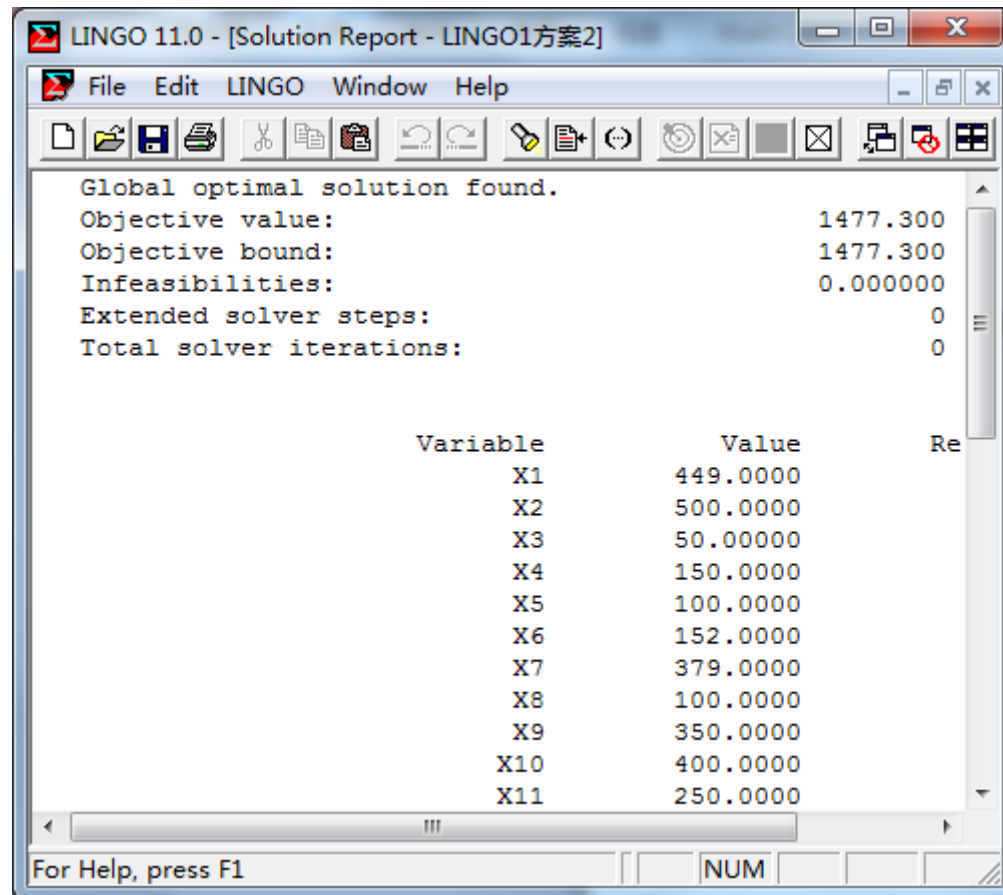 LINGO 11.0 - [Solution Report - LINGO1方案2]
File Edit LINGO Window Help
Global optimal solution found.
Objective value: 1477.300
Objective bound: 1477.300
Infeasibilities: 0.000000
Extended solver steps: 0
Total solver iterations: 0
Variable Value Re
X1 449.0000
X2 500.0000
X3 50.00000
X4 150.0000
X5 100.0000
X6 152.0000
X7 379.0000
X8 100.0000
X9 350.0000
X10 400.0000
X11 250.0000
For Help, press F1 NUM